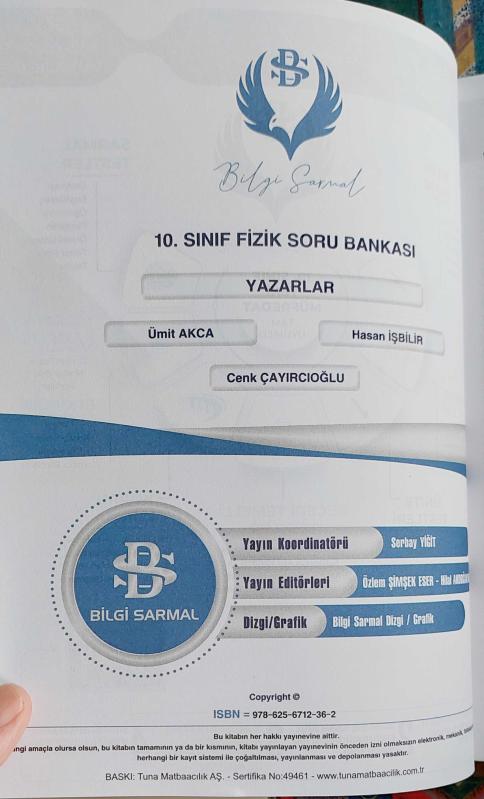 BS
Bilgi Sarmal
10. SINIF FİZİK SORU BANKASI
YAZARLAR
Ümit AKCA
Hasan İŞBİLİR
Cenk ÇAYIRCIOĞLU
Yayın Koordinatörü
Serbay YİĞİT
Yayın Editörleri
Özlem ŞİMŞEK ESER - Hilal
Dizgi/Grafik
Bilgi Sarmal Dizgi / Grafik
BS
BİLGİ SARMAL
Copyright ©
ISBN = 978-625-6712-36-2
Bu kitabın her hakkı yayınevine aittir.
amaçla olursa olsun, bu kitabın tamamının ya da bir kısmının, kitabı yayınlayan yayınevinin önceden izni olmaksızın elektronik, mekanik,
herhangi bir kayıt sistemi ile çoğaltılması, yayınlanması ve depolanması yasaktır.
BASKI: Tuna Matbaacılık AŞ. - Sertifika No:49461 - www.tunamatbaacilik.com.tr